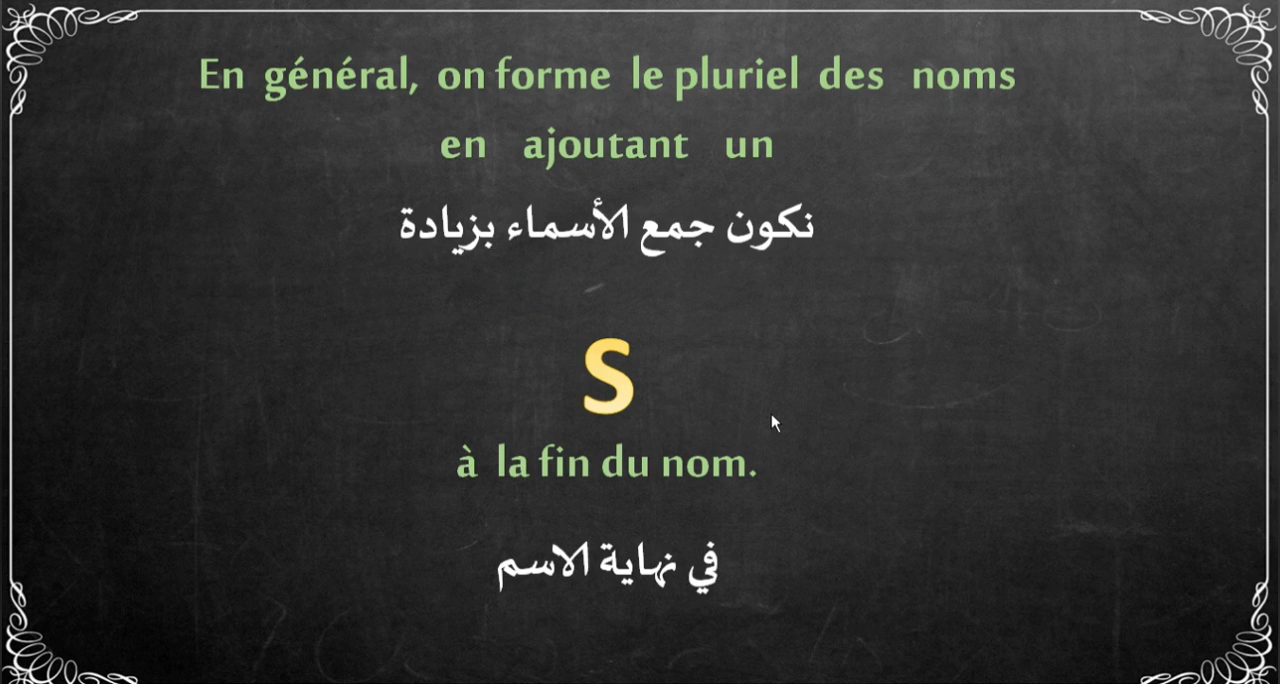 En général, on forme le pluriel des noms
en ajoutant un
نكون جمع الأسماء بزيادة
S
à la fin du nom.
في نهاية الاسم